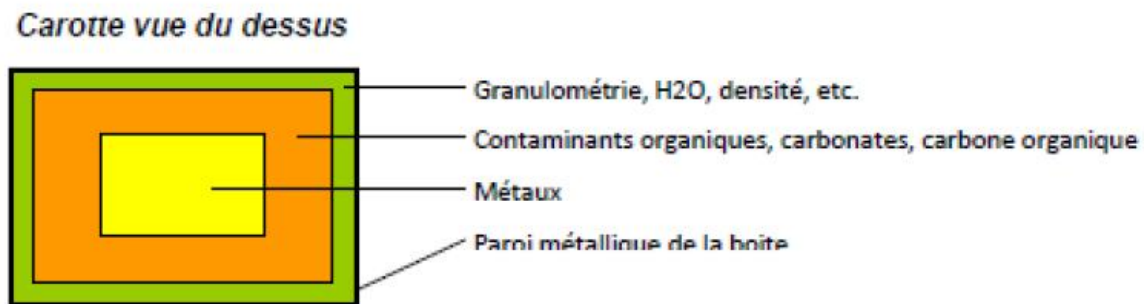 Carotte vue du dessus
Granulométrie, H2O, densité, etc.
Contaminants organiques, carbonates, carbone organique
Métaux
Paroi métallique de la boite